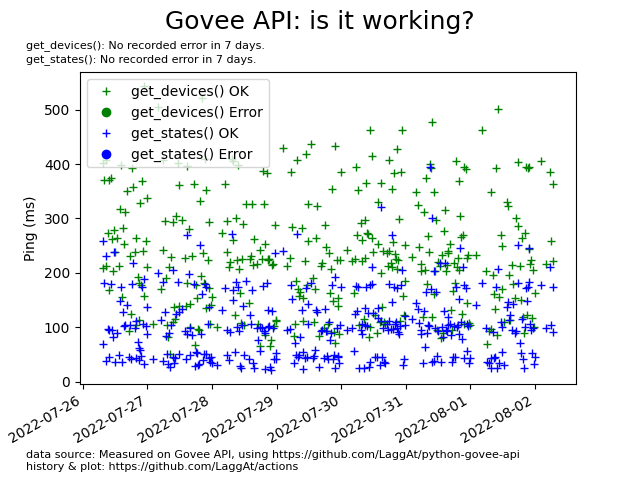 Govee API: is it working?
get_devices(): No recorded error in 7 days.
get_states(): No recorded error in 7 days.
get_devices() OK
get_devices() Error
get_states() OK
get_states() Error
Ping (ms)
500
400
300
200
100
0
2022-07-26
2022-07-27
2022-07-28
2022-07-29
2022-07-30
2022-07-31
2022-08-01
2022-08-02
data source: Measured on Govee API, using https://github.com/LaggAt/python-govee-api
history & plot: https://github.com/LaggAt/actions